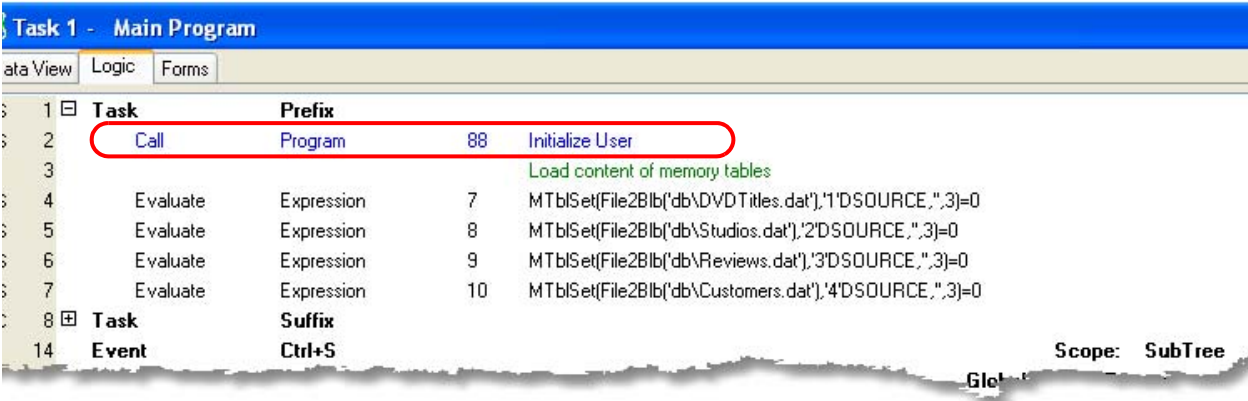 Task 1 - Main Program
ata View Logic Forms
1 Task Prefix
2 Call Program 88 Initialize User
3 Load content of memory tables
4 Evaluate Expression 7 MTblSet(File2Blb('db\DVDTitles.dat'),'1'DSOURCE,'',3)=0
5 Evaluate Expression 8 MTblSet(File2Blb('db\Studios.dat'),'2'DSOURCE,'',3)=0
6 Evaluate Expression 9 MTblSet(File2Blb('db\Reviews.dat'),'3'DSOURCE,'',3)=0
7 Evaluate Expression 10 MTblSet(File2Blb('db\Customers.dat'),'4'DSOURCE,'',3)=0
8 Task Suffix
14 Event Ctrl+S Scope: SubTree